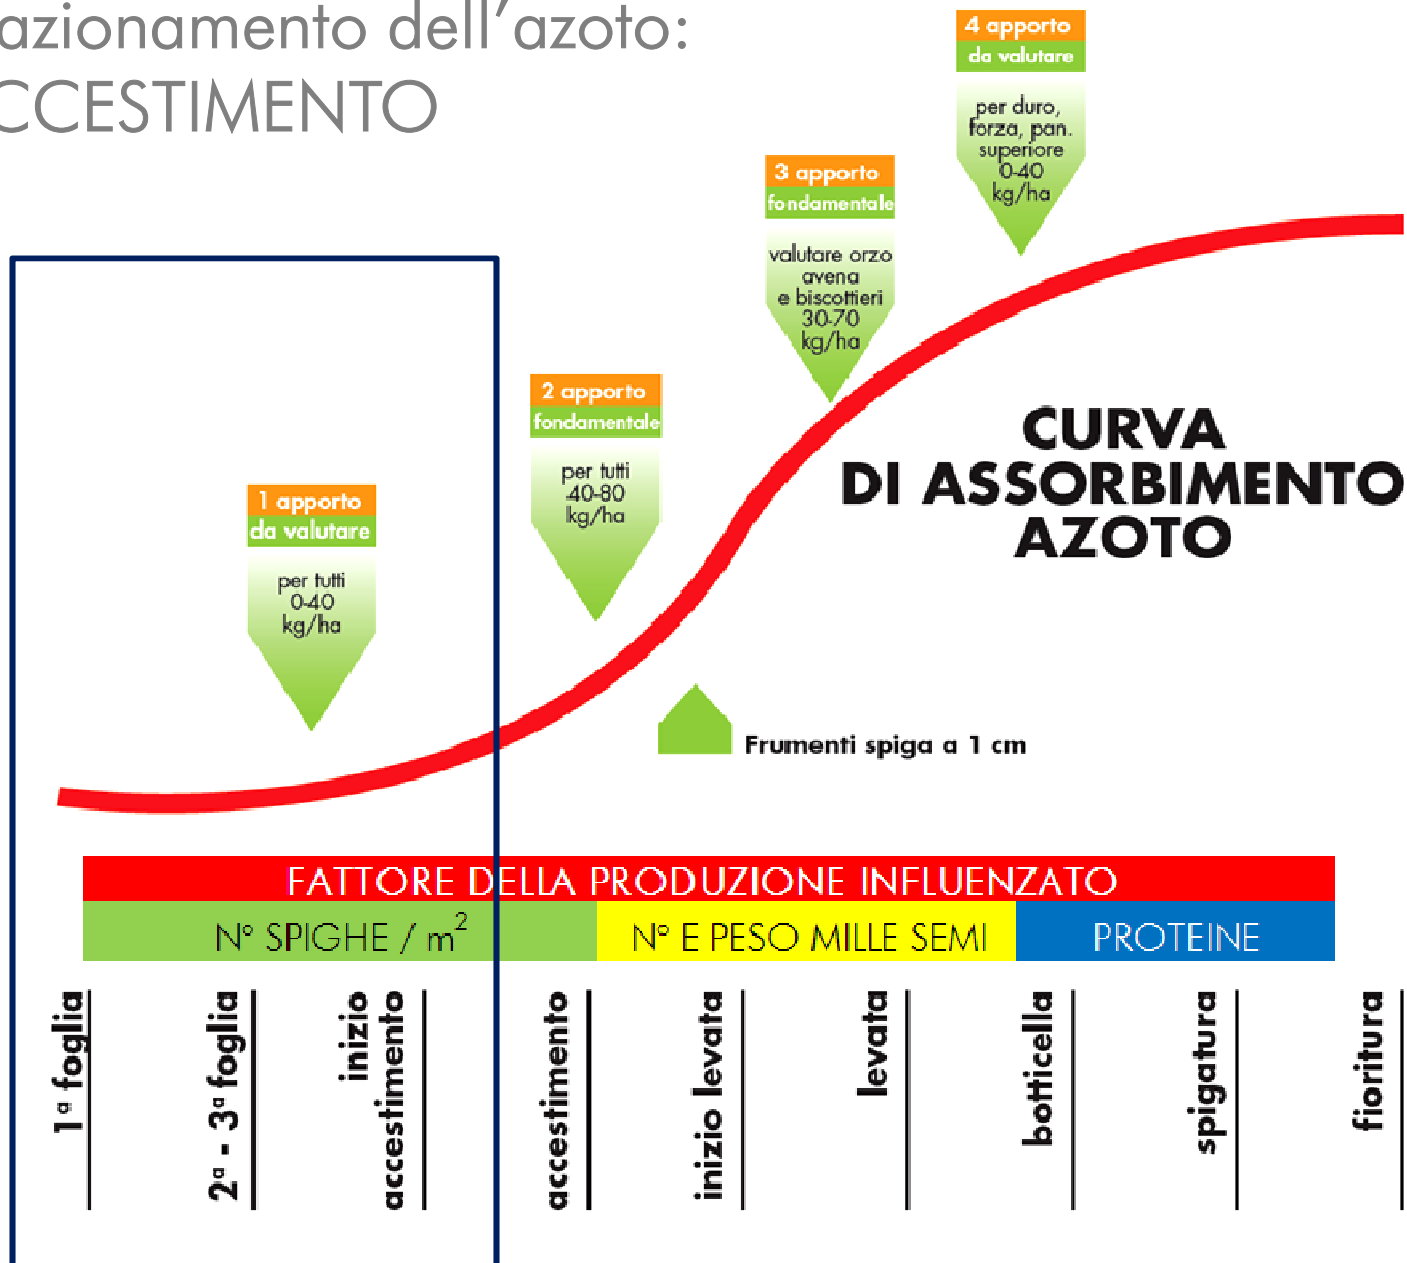 azionamento dell'azoto:
CCESTIMENTO
4 apporto
da valutare
per duro,
forza, pan.
superiore
0-40
kg/ha
3 apporto
fondamentale
valutare orzo
avena
e biscottieri
30-70
kg/ha
2 apporto
fondamentale
per tutti
40-80
kg/ha
1 apporto
da valutare
per tutti
0-40
kg/ha
CURVA
DI ASSORBIMENTO
AZOTO
Frumenti spiga a 1 cm
FATTORE DELLA PRODUZIONE INFLUENZATO
N° SPIGHE / m²
N° E PESO MILLE SEMI
PROTEINE
1ª foglia
2ª - 3ª foglia
inizio
accestimento
accestimento
inizio levata
levata
botticella
spigatura
fioritura